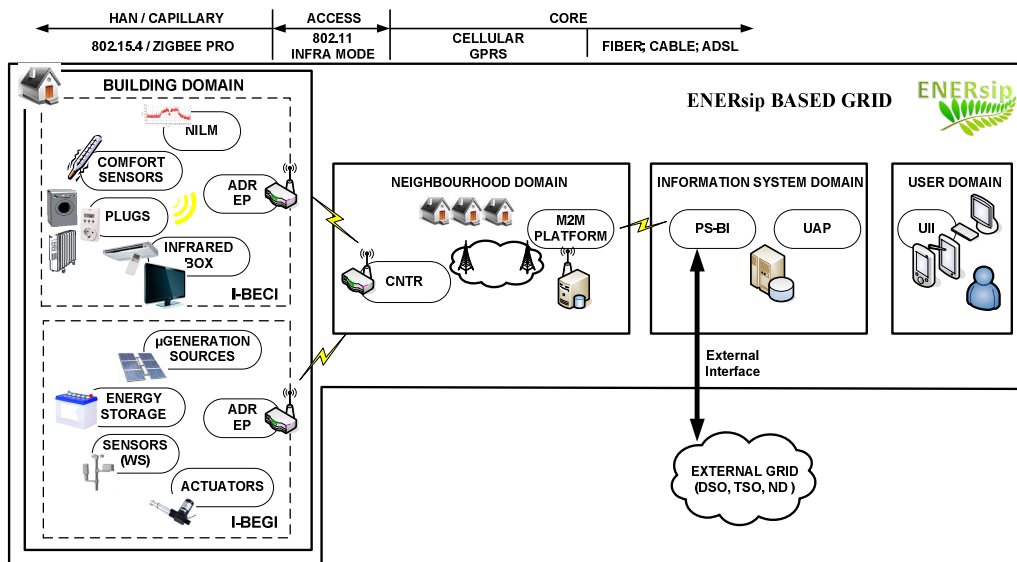 HAN / CAPILLARY
ACCESS
CORE
802.15.4 / ZIGBEE PRO
802.11
INFRA MODE
CELLULAR
GPRS
FIBER; CABLE; ADSL
BUILDING DOMAIN
NILM
COMFORT
SENSORS
ADR
EP
PLUGS
INFRARED
BOX
I-BECI
µGENERATION
SOURCES
ENERGY
STORAGE
ADR
EP
SENSORS
(WS)
ACTUATORS
I-BEGI
ENERsip BASED GRID
ENERsip
NEIGHBOURHOOD DOMAIN
M2M
PLATFORM
CNTR
INFORMATION SYSTEM DOMAIN
PS-BI
UAP
USER DOMAIN
UII
External
Interface
EXTERNAL GRID
(DSO, TSO, ND )